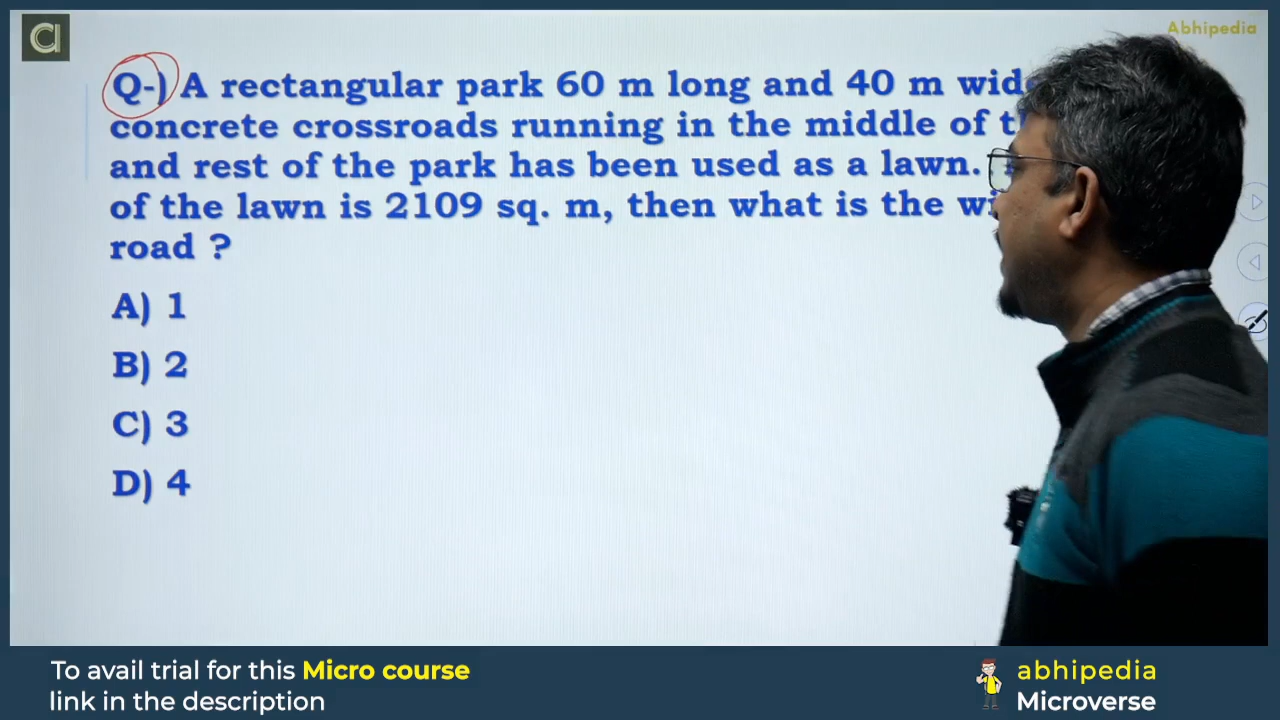 Abhipedia
Q-) A rectangular park 60 m long and 40 m wide
concrete crossroads running in the middle of
and rest of the park has been used as a lawn.
of the lawn is 2109 sq. m, then what is the
road ?
A) 1
B) 2
C) 3
D) 4
To avail trial for this Micro course
link in the description
abhipedia
Microverse